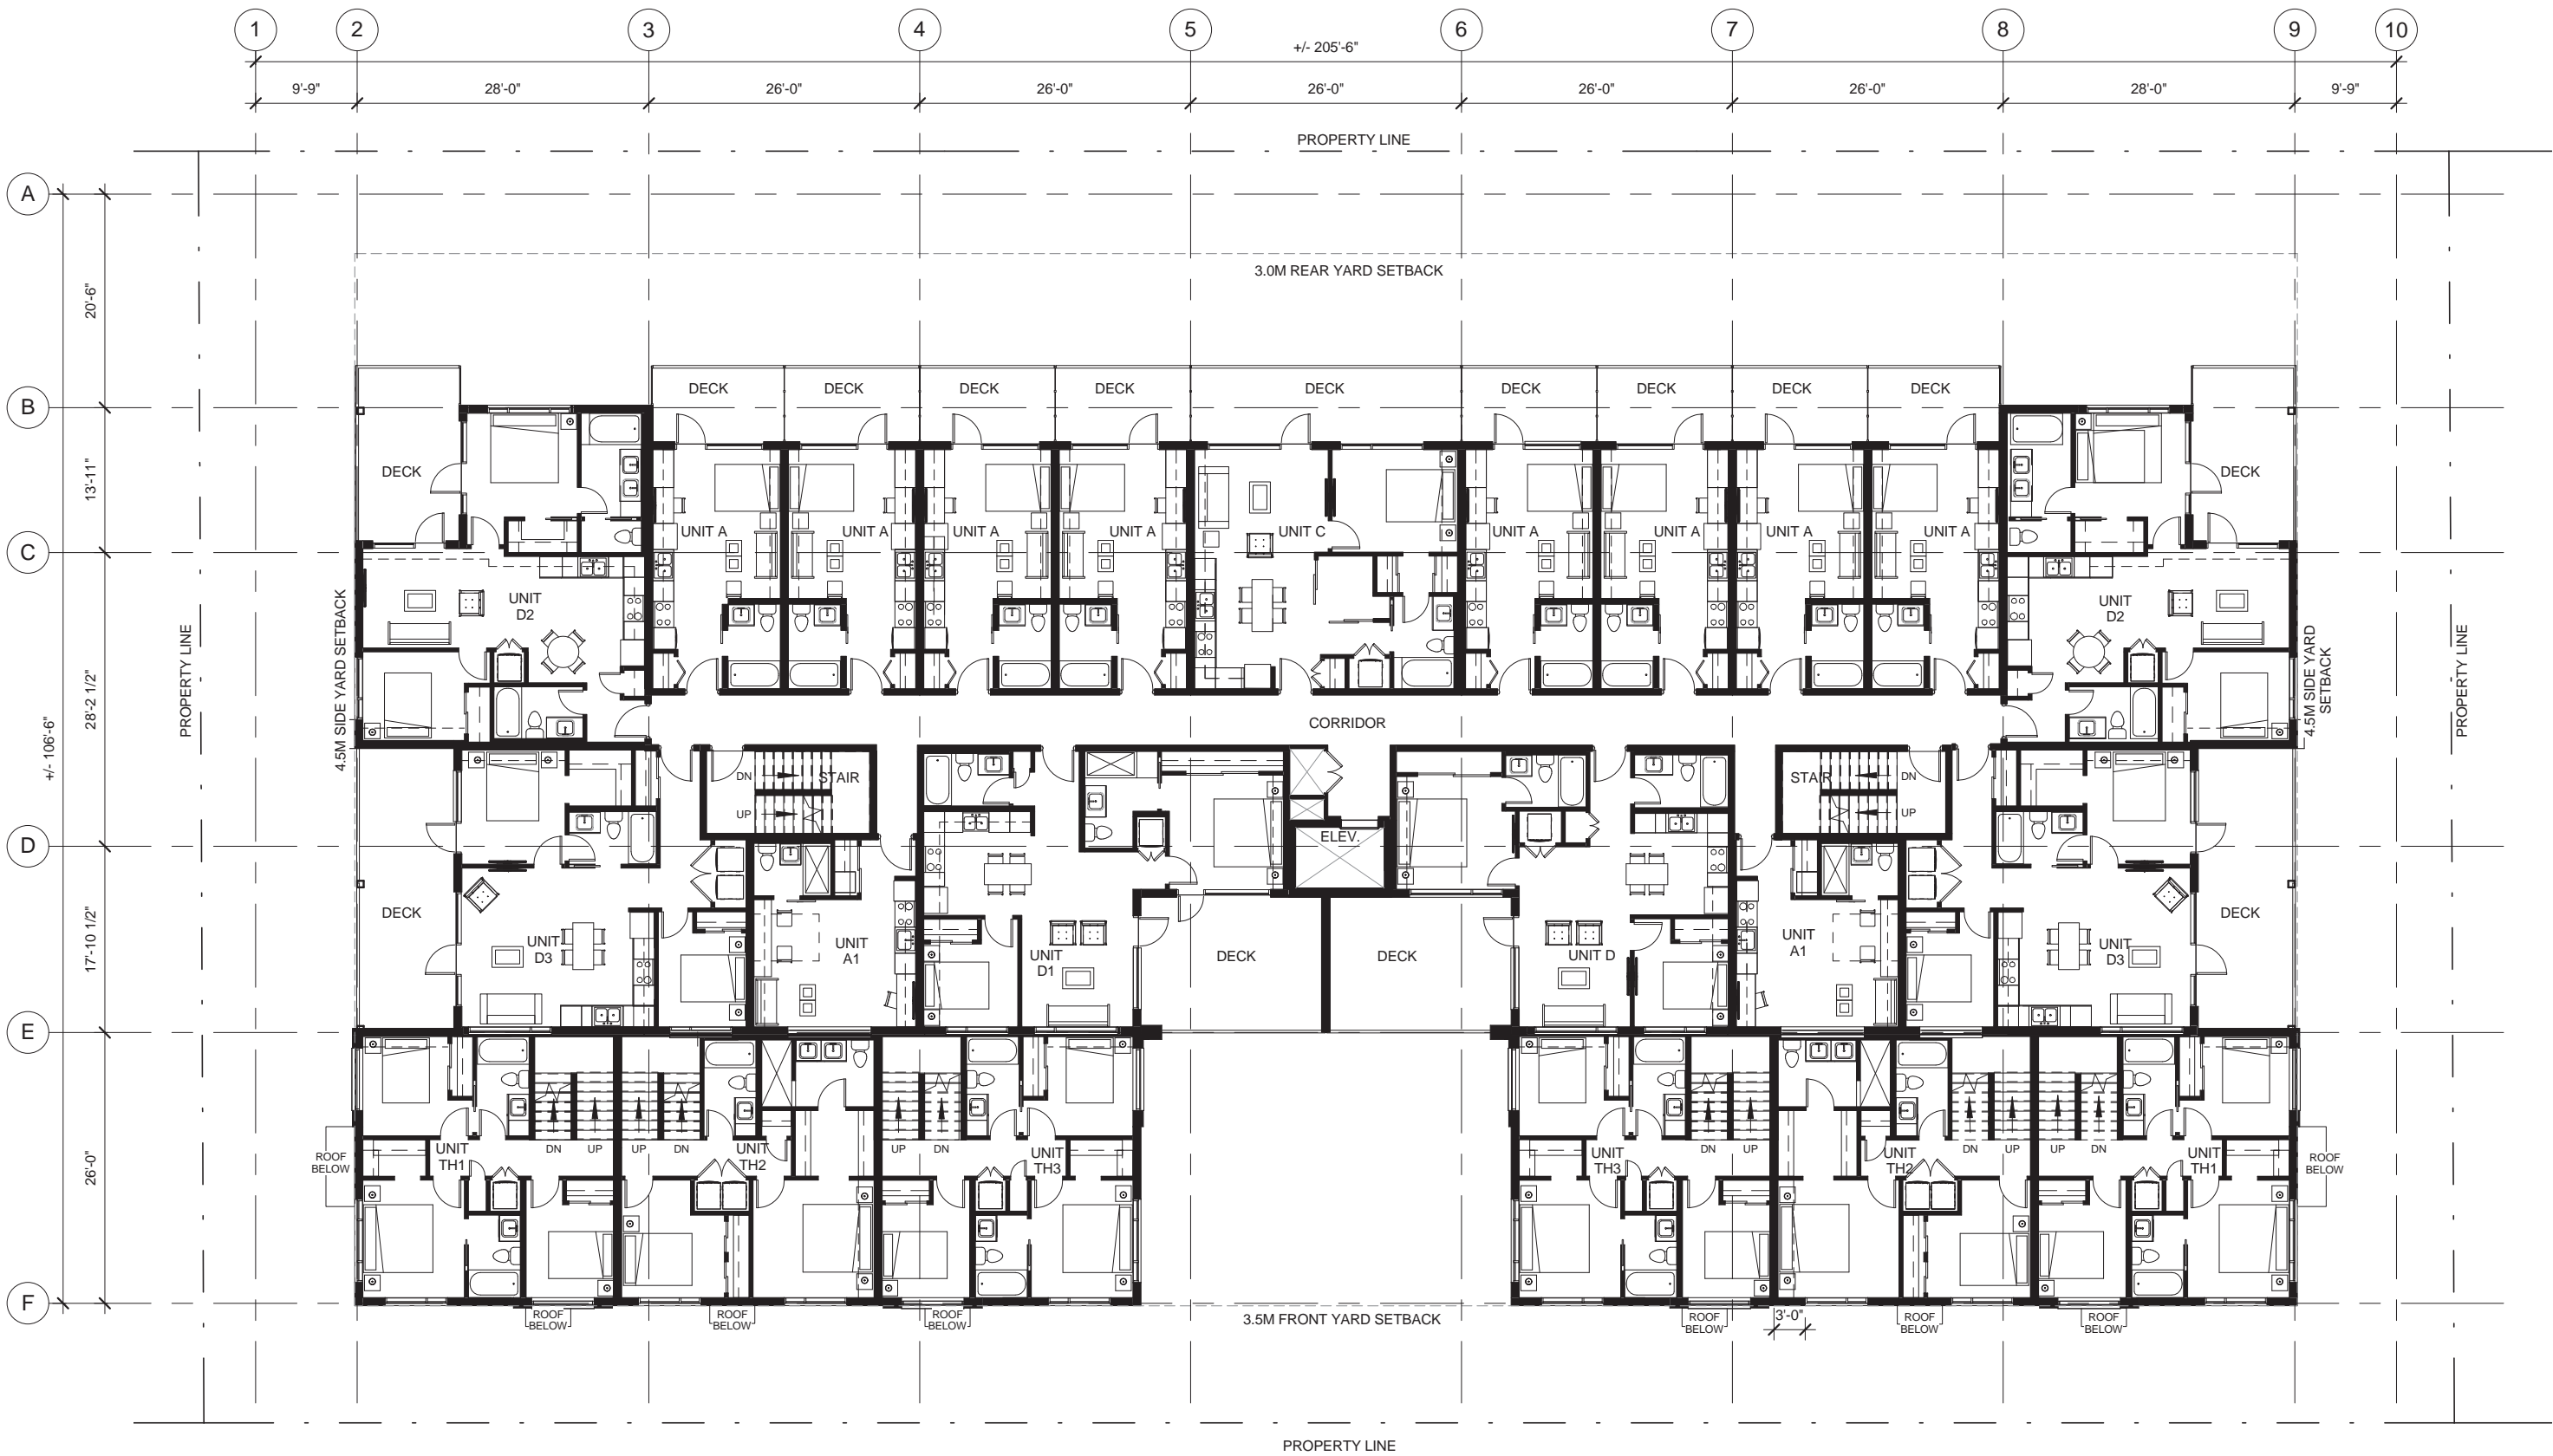 1 2 3 4 5 6 7 8 9 10
+/- 205'-6"
9'-9" 28'-0" 26'-0" 26'-0" 26'-0" 26'-0" 26'-0" 28'-0" 9'-9"
PROPERTY LINE
A
3.0M REAR YARD SETBACK
20'-6"
DECK DECK DECK DECK DECK DECK DECK DECK DECK
B
DECK DECK
13'-11"
UNIT A UNIT A UNIT A UNIT A UNIT C UNIT A UNIT A UNIT A UNIT A
C
UNIT
D2
UNIT
D2
PROPERTY LINE
4.5M SIDE YARD SETBACK
4.5M SIDE YARD
SETBACK
PROPERTY LINE
28'-2 1/2"
+/- 106'-6"
CORRIDOR
DN STAIR
UP
STAIR DN
UP
ELEV.
D
DECK DECK
17'-10 1/2"
UNIT
D3
UNIT
A1
UNIT
D1
DECK DECK
UNIT D
UNIT
A1
UNIT
D3
E
DN UP UP DN UP DN
DN UP DN UP UP DN
UNIT
TH1
UNIT
TH2
UNIT
TH3
UNIT
TH3
UNIT
TH2
UNIT
TH1
ROOF
BELOW
ROOF
BELOW
26'-0"
F
ROOF
BELOW
ROOF
BELOW
ROOF
BELOW
3.5M FRONT YARD SETBACK
ROOF
BELOW
3'-0"
ROOF
BELOW
ROOF
BELOW
PROPERTY LINE